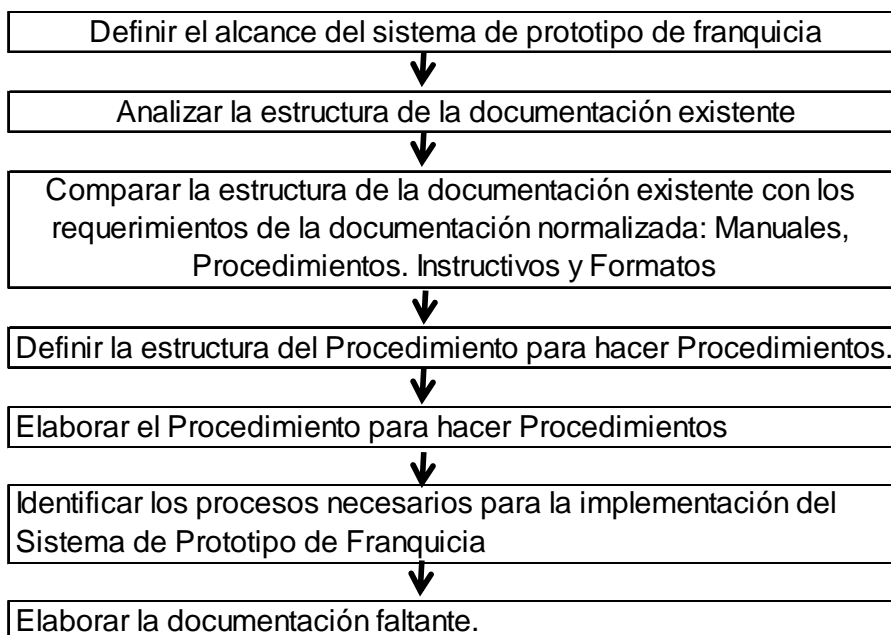 Definir el alcance del sistema de prototipo de franquicia
Analizar la estructura de la documentación existente
Comparar la estructura de la documentación existente con los
requerimientos de la documentación normalizada: Manuales,
Procedimientos. Instructivos y Formatos
Definir la estructura del Procedimiento para hacer Procedimientos.
Elaborar el Procedimiento para hacer Procedimientos
Identificar los procesos necesarios para la implementación del
Sistema de Prototipo de Franquicia
Elaborar la documentación faltante.